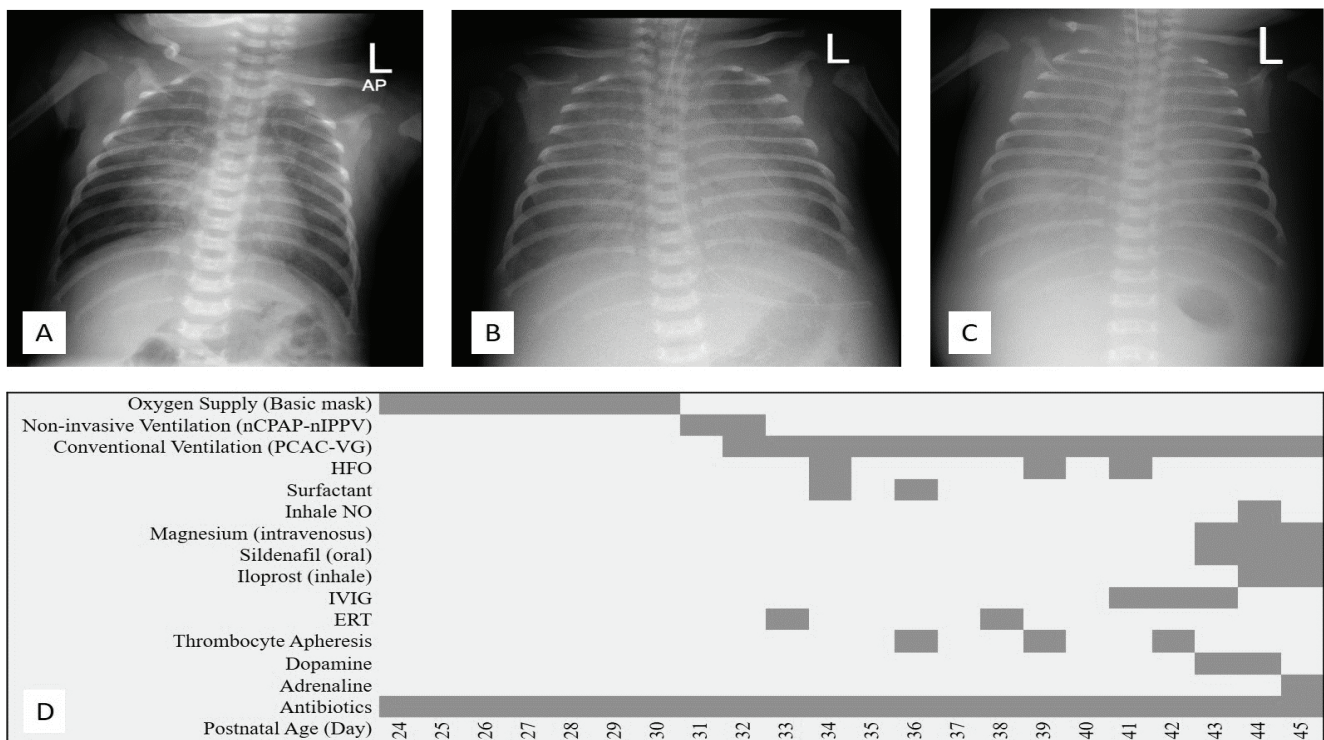 L
AP
A
L
B
L
C
Oxygen Supply (Basic mask)
Non-invasive Ventilation (nCPAP-nIPPV)
Conventional Ventilation (PCAC-VG)
HFO
Surfactant
Inhale NO
Magnesium (intravenosus)
Sildenafil (oral)
Iloprost (inhale)
IVIG
ERT
Thrombocyte Apheresis
Dopamine
Adrenaline
Antibiotics
D
Postnatal Age (Day) 24 25 26 27 28 29 30 31 32 33 34 35 36 37 38 39 40 41 42 43 44 45